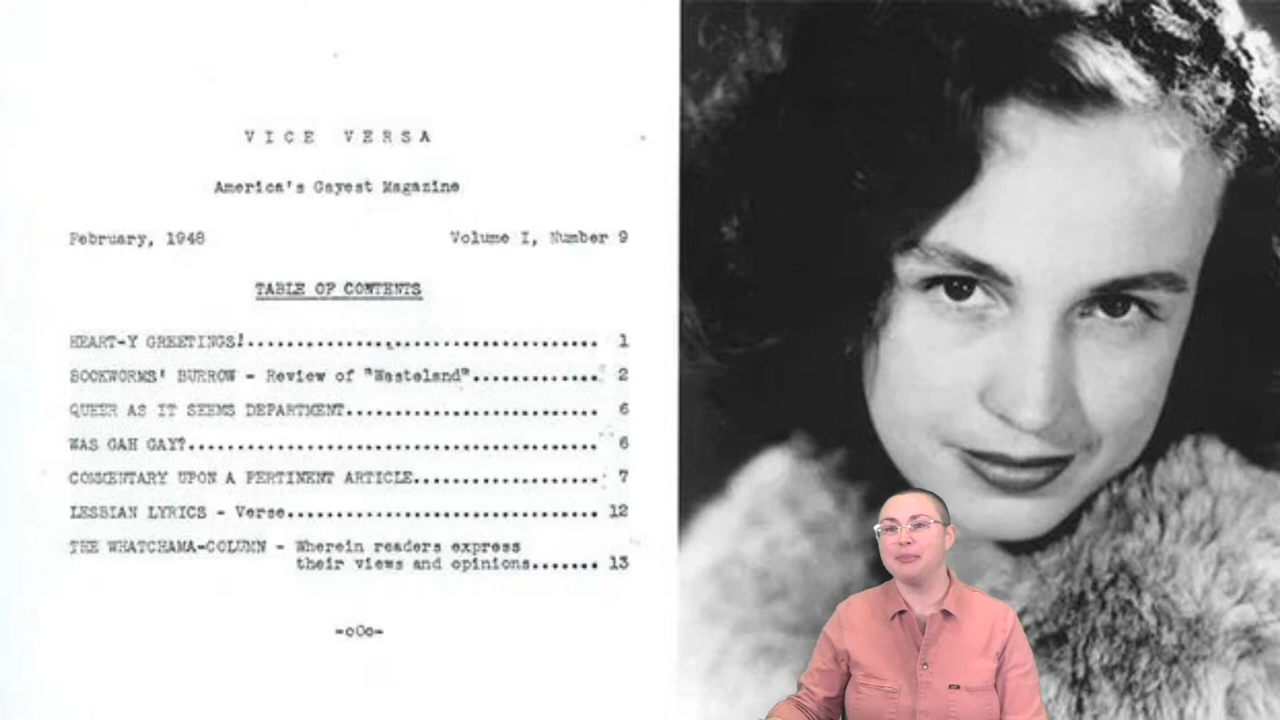 VICE VERSA
America's Gayest Magazine
February, 1948 Volume I, Number 9
TABLE OF CONTENTS
HEART-Y GREETINGS!........................................... 1
BOOKWORMS' BURROW - Review of "Wasteland"............... 2
QUEER AS IT SEEMS DEPARTMENT............................... 6
WAS GAH GAY?.................................................. 6
COMMENTARY UPON A PERTINENT ARTICLE....................... 7
LESBIAN LYRICS - Verse...................................... 12
THE WHATCHAMA-COLUMN - Wherein readers express
their views and opinions........ 13
-oOo-